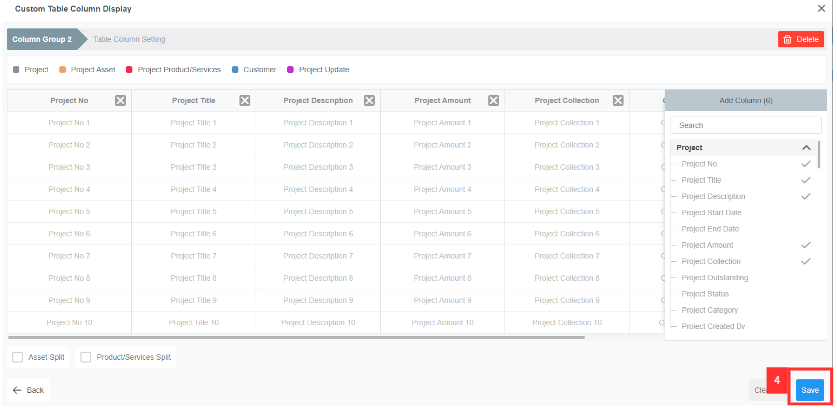 Custom Table Column Display
Column Group 2 Table Column Setting Delete
Project Project Asset Project Product/Services Customer Project Update
Project No Project Title Project Description Project Amount Project Collection Add Column (6)
Project No 1 Project Title 1 Project Description 1 Project Amount 1 Project Collection 1 Search
Project No 2 Project Title 2 Project Description 2 Project Amount 2 Project Collection 2 Project
Project No 3 Project Title 3 Project Description 3 Project Amount 3 Project Collection 3 Project No
Project No 4 Project Title 4 Project Description 4 Project Amount 4 Project Collection 4 Project Title
Project Description
Project No 5 Project Title 5 Project Description 5 Project Amount 5 Project Collection 5 Project Start Date
Project No 6 Project Title 6 Project Description 6 Project Amount 6 Project Collection 6 Project End Date
Project No 7 Project Title 7 Project Description 7 Project Amount 7 Project Collection 7 Project Amount
Project Collection
Project No 8 Project Title 8 Project Description 8 Project Amount 8 Project Collection 8 Project Outstanding
Project No 9 Project Title 9 Project Description 9 Project Amount 9 Project Collection 9 Project Status
Project Category
Project No 10 Project Title 10 Project Description 10 Project Amount 10 Project Collection 10 Project Created By
Asset Split Product/Services Split
Back 4 Save